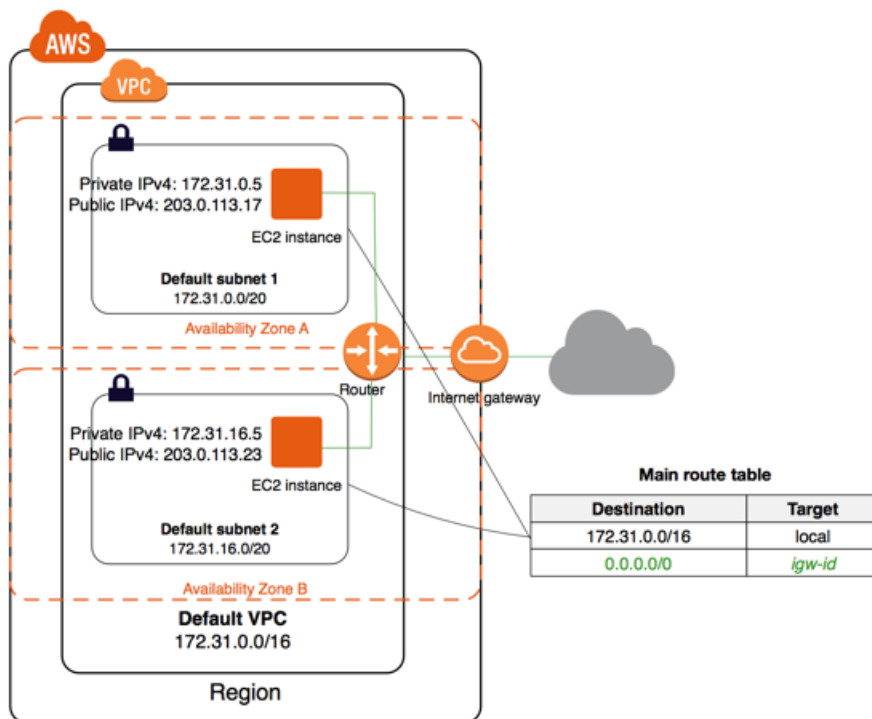 AWS
VPC
Private IPv4: 172.31.0.5
Public IPv4: 203.0.113.17
EC2 instance
Default subnet 1
172.31.0.0/20
Availability Zone A
Router
Internet gateway
Private IPv4: 172.31.16.5
Public IPv4: 203.0.113.23
EC2 instance
Default subnet 2
172.31.16.0/20
Availability Zone B
Default VPC
172.31.0.0/16
Region
Main route table
Destination Target
172.31.0.0/16 local
0.0.0.0/0 igw-id